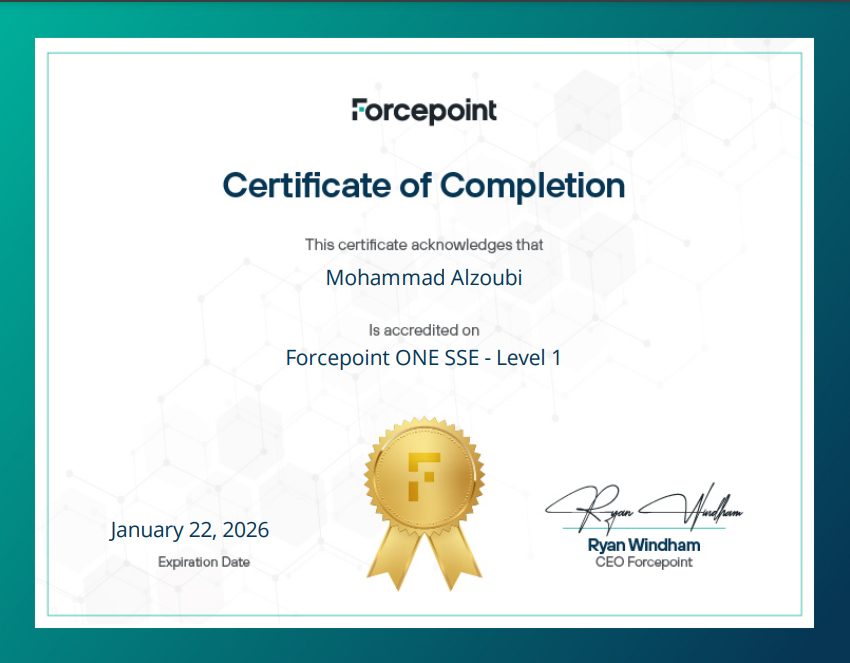 Forcepoint
Certificate of Completion
This certificate acknowledges that
Mohammad Alzoubi
Is accredited on
Forcepoint ONE SSE - Level 1
January 22, 2026
Expiration Date
Ryan Windham
Ryan Windham
CEO Forcepoint